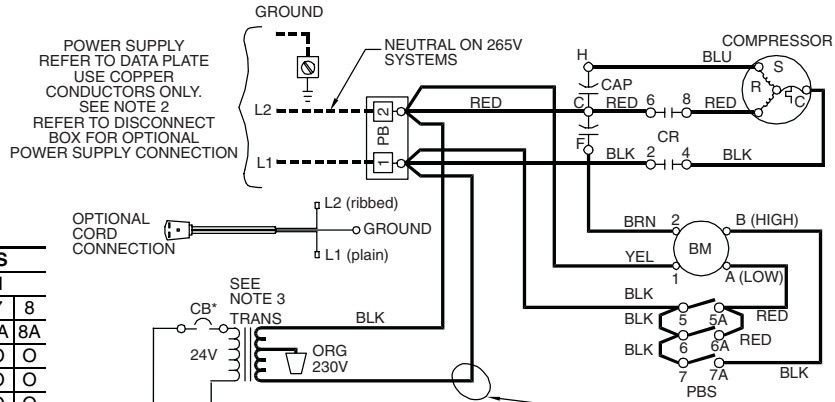 GROUND
POWER SUPPLY
REFER TO DATA PLATE
USE COPPER
CONDUCTORS ONLY.
SEE NOTE 2
REFER TO DISCONNECT
BOX FOR OPTIONAL
POWER SUPPLY CONNECTION
NEUTRAL ON 265V
SYSTEMS
L2
L1
2
PB
1
RED
H
CAP
C
F
BLU
COMPRESSOR
S
R
C
RED 6 8 RED
CR
BLK 2 4 BLK
OPTIONAL
CORD
CONNECTION
L2 (ribbed)
GROUND
L1 (plain)
BRN 2
B (HIGH)
BM
YEL
1
A (LOW)
SEE
NOTE 3
CB*
TRANS
BLK
24V
ORG
230V
BLK
5 5A RED
BLK
6 6A RED
BLK
7 7A
BLK
PBS
S
8
A 8A
O O
O O